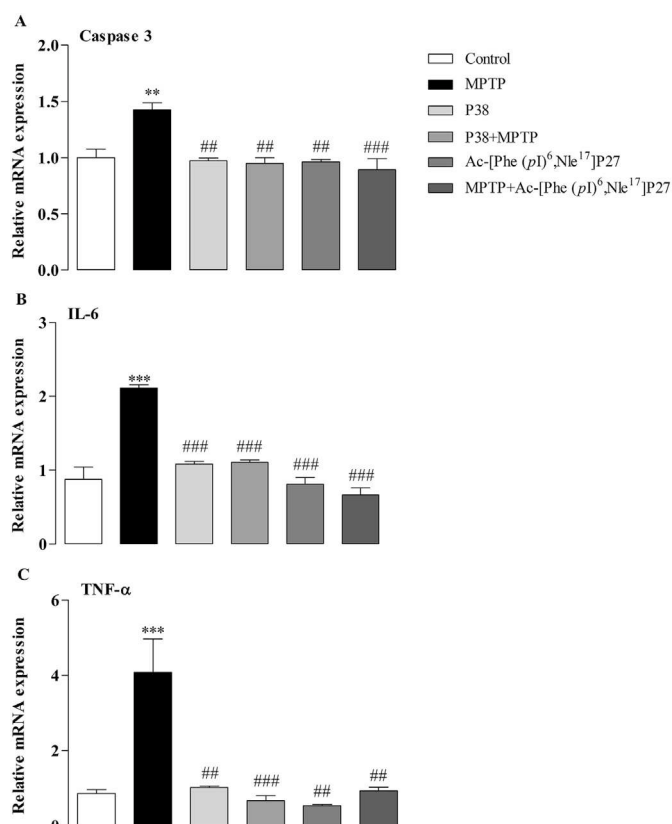 A
Caspase 3
Relative mRNA expression
2.0
1.5
1.0
0.5
0.0
**
##
##
##
###
Control
MPTP
P38
P38+MPTP
Ac-[Phe (pI)⁶,Nle¹⁷]P27
MPTP+Ac-[Phe (pI)⁶,Nle¹⁷]P27
B
IL-6
Relative mRNA expression
3
2
1
0
***
###
###
###
###
C
TNF-α
Relative mRNA expression
6
4
2
0
***
##
###
##
##